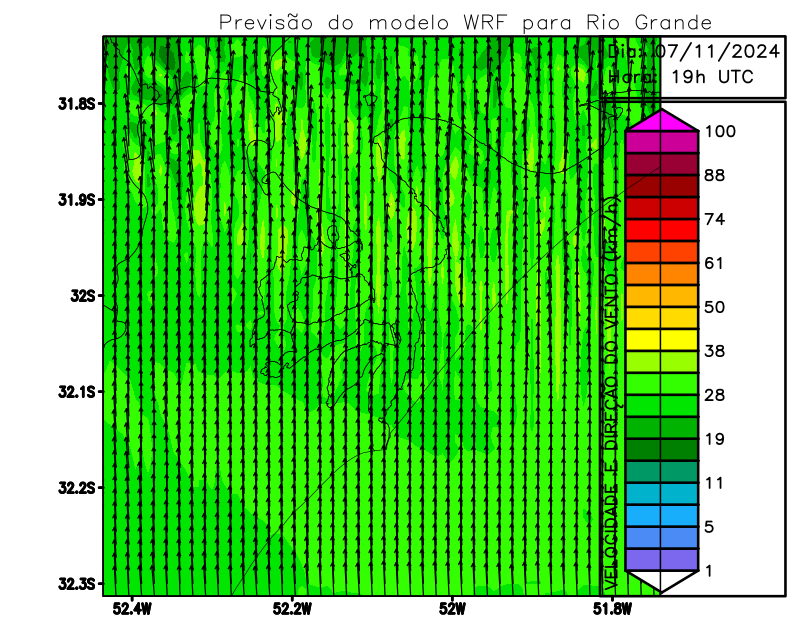 Previsão do modelo WRF para Rio Grande
Dia: 07/11/2024
Hora: 19h UTC
31.8S
31.9S
32S
32.1S
32.2S
32.3S
52.4W
52.2W
52W
51.8W
VELOCIDADE E DIREÇÃO DO VENTO (km/h)
100
88
74
61
50
38
28
19
11
5
1